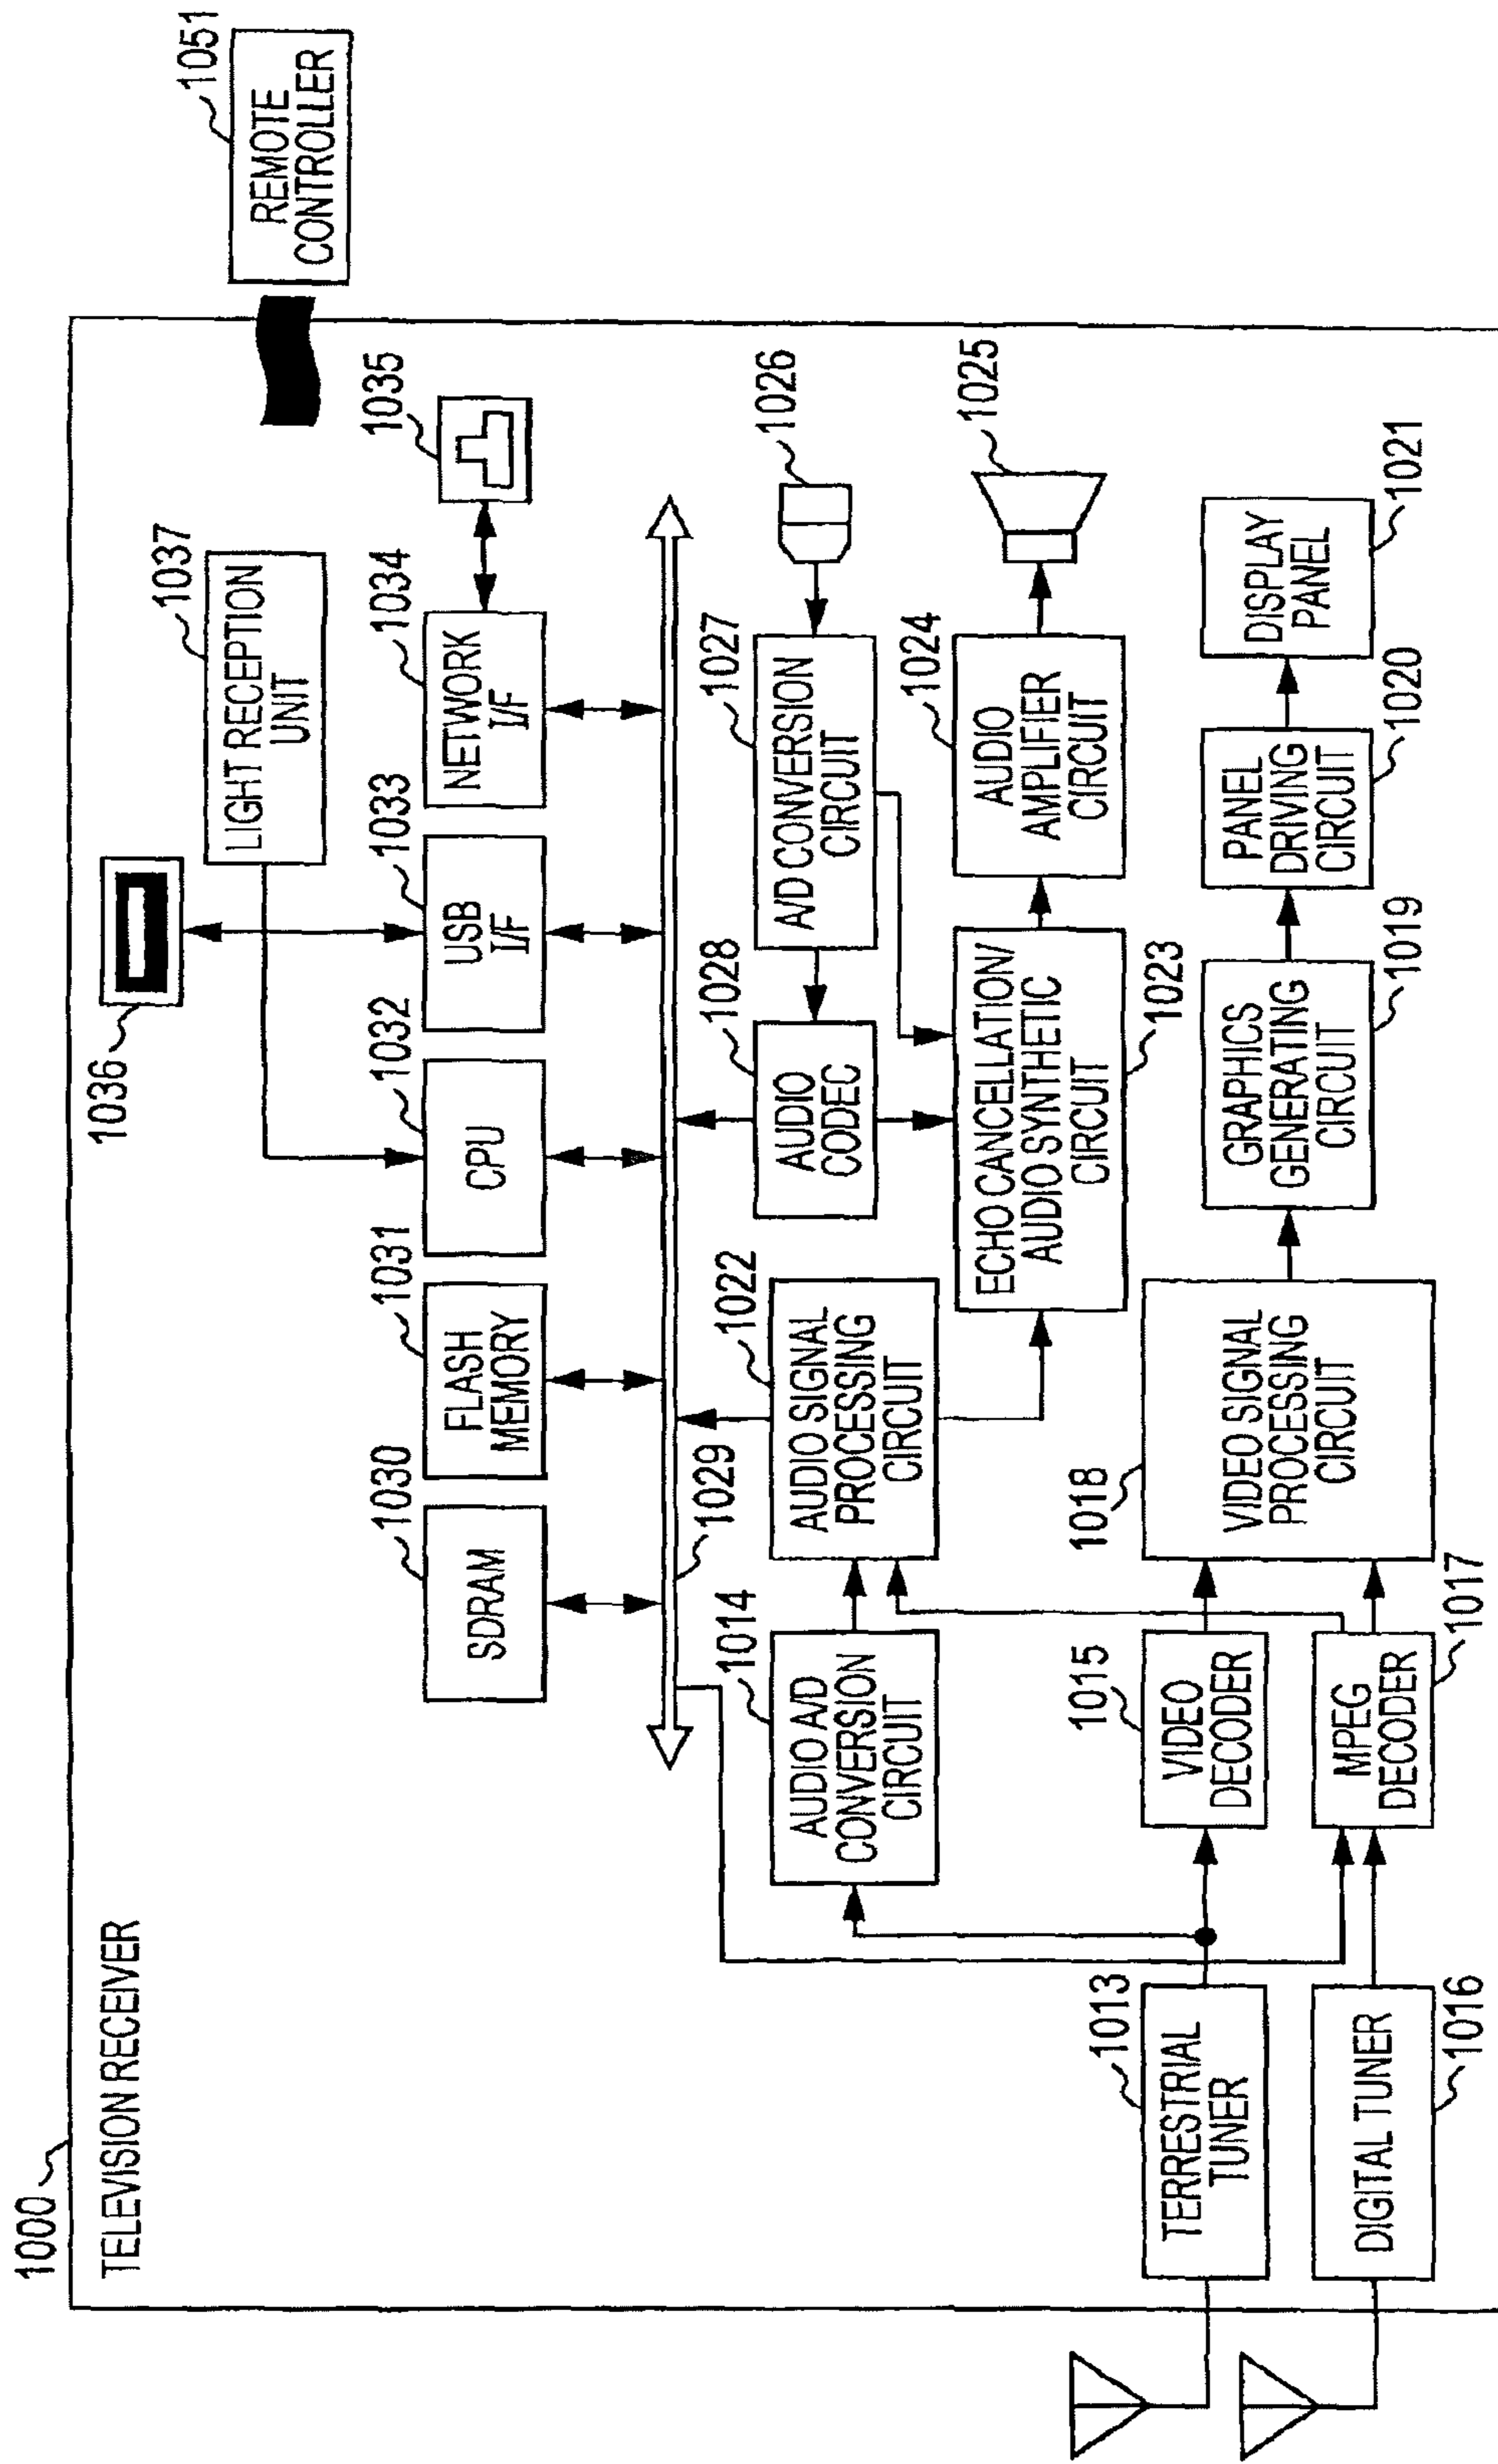 1000
TELEVISION RECEIVER
1051
REMOTE
CONTROLLER
1036
1037
LIGHT RECEPTION
UNIT
1030
SDRAM
1031
FLASH
MEMORY
1032
CPU
1033
USB
I/F
1034
NETWORK
I/F
1035
1029
1014
AUDIO A/D
CONVERSION
CIRCUIT
1022
AUDIO SIGNAL
PROCESSING
CIRCUIT
1028
AUDIO
CODEC
1027
A/D CONVERSION
CIRCUIT
1026
ECHO CANCELLATION/
AUDIO SYNTHETIC
CIRCUIT
1023
1024
AUDIO
AMPLIFIER
CIRCUIT
1025
1013
TERRESTRIAL
TUNER
1015
VIDEO
DECODER
1018
VIDEO SIGNAL
PROCESSING
CIRCUIT
GRAPHICS
GENERATING
CIRCUIT
1019
PANEL
DRIVING
CIRCUIT
1020
DISPLAY
PANEL
1021
DIGITAL TUNER
1016
MPEG
DECODER
1017